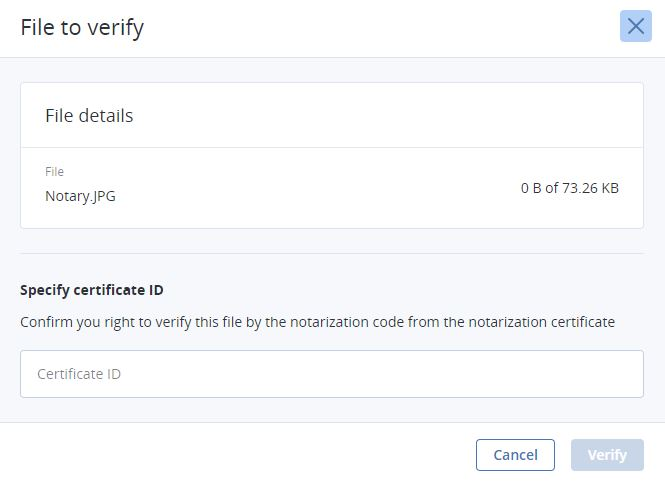 File to verify
File details
File
Notary.JPG
0 B of 73.26 KB
Specify certificate ID
Confirm you right to verify this file by the notarization code from the notarization certificate
Certificate ID
Cancel
Verify